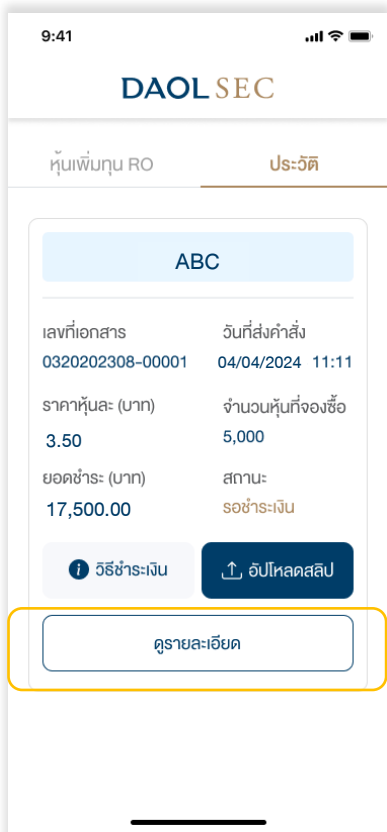 9:41
DAOL SEC
หุ้นเพิ่มทุน RO ประวัติ
ABC
เลขที่เอกสาร วันที่ส่งคำสั่ง
0320202308-00001 04/04/2024 11:11
ราคาหุ้นละ (บาท) จำนวนหุ้นที่จองซื้อ
3.50 5,000
ยอดชำระ (บาท) สถานะ
17,500.00 รอชำระเงิน
วิธีชำระเงิน อัปโหลดสลิป
ดูรายละเอียด